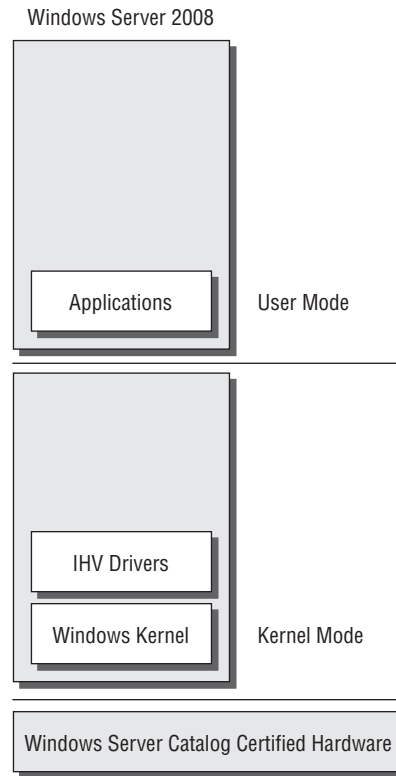 Windows Server 2008
Applications
User Mode
IHV Drivers
Windows Kernel
Kernel Mode
Windows Server Catalog Certified Hardware